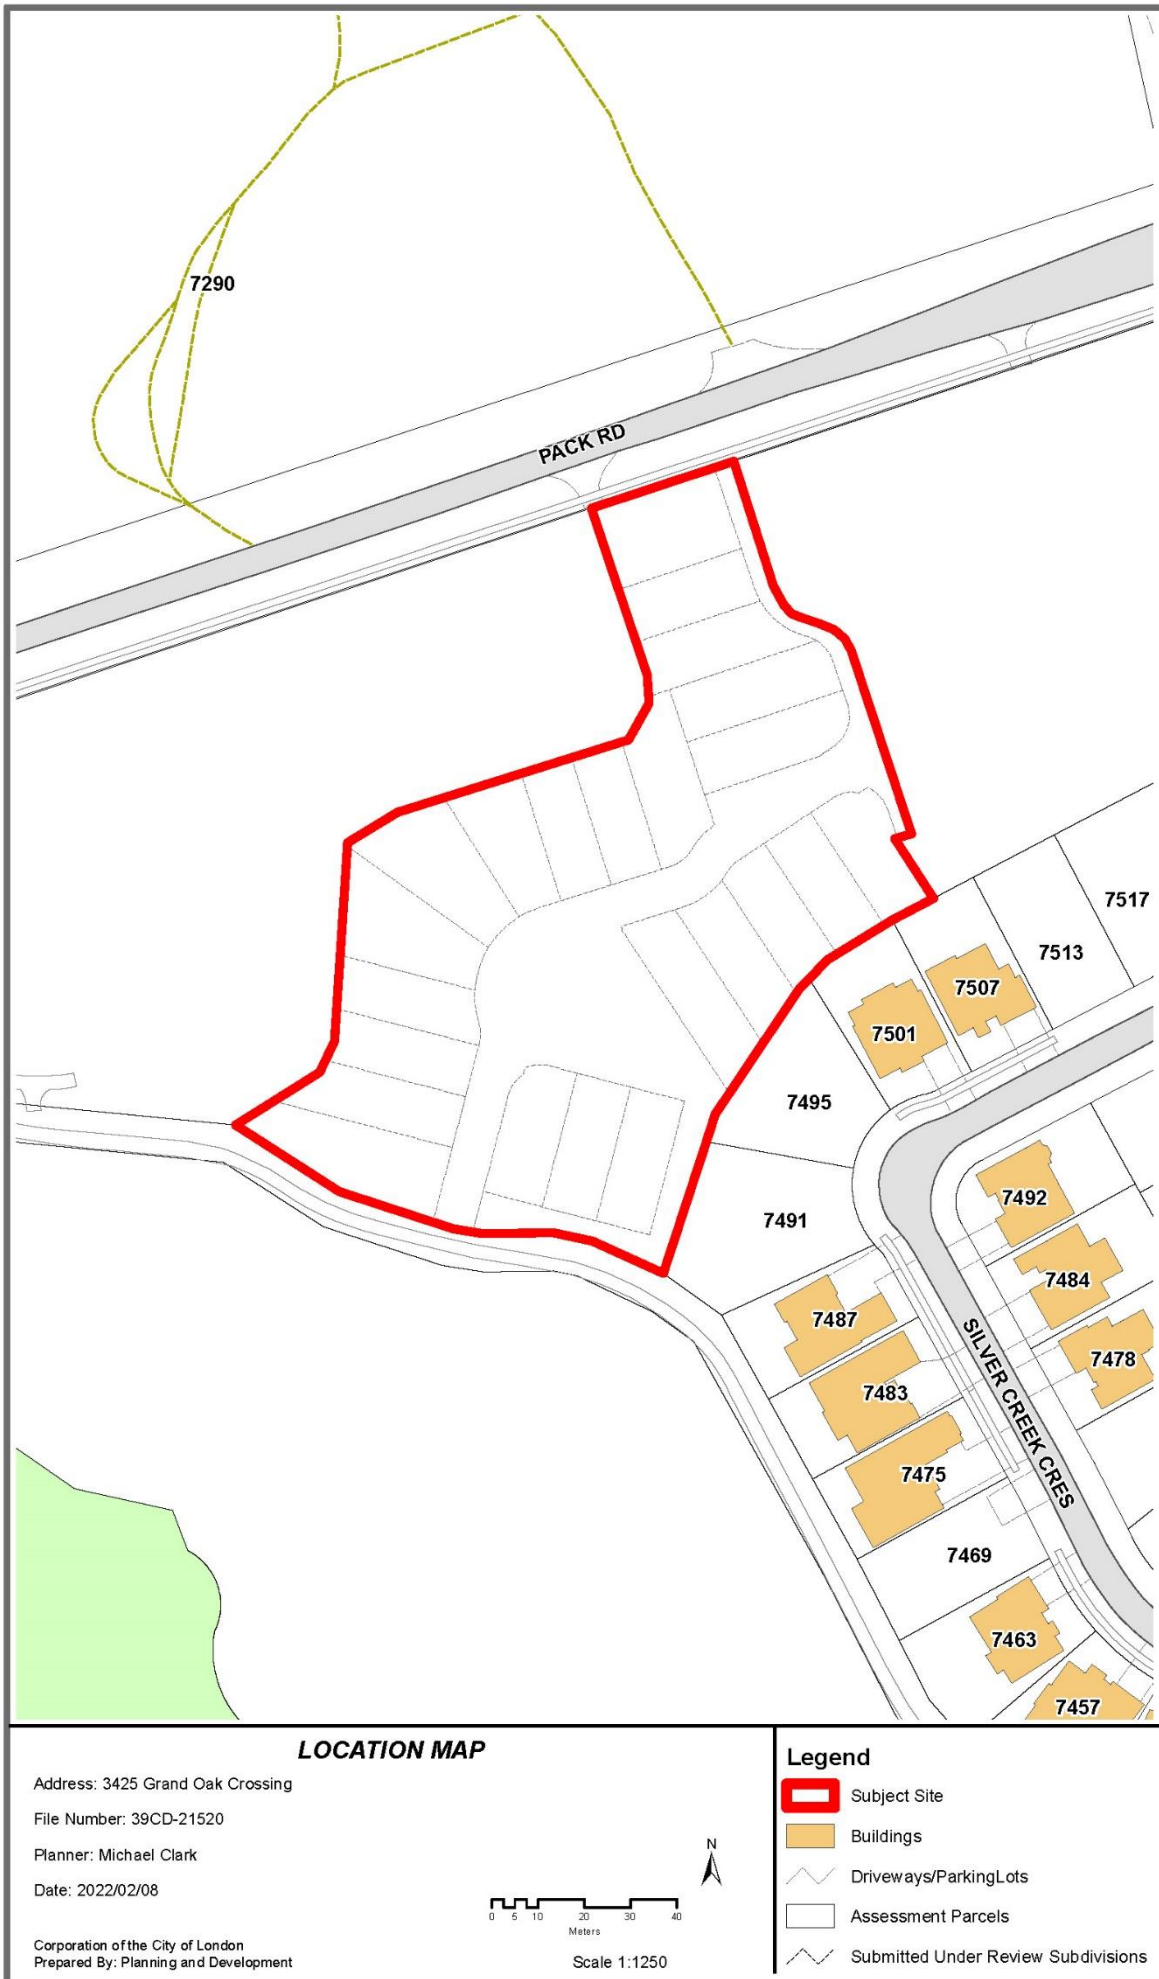 7290
PACK RD
7517
7513
7507
7501
7495
7492
7491
7484
7487
7478
7483
SILVER CREEK CRES
7475
7469
7463
7457
LOCATION MAP
Address: 3425 Grand Oak Crossing
File Number: 39CD-21520
Planner: Michael Clark
Date: 2022/02/08
Corporation of the City of London
Prepared By: Planning and Development
N
0 5 10 20 30 40
Meters
Scale 1:1250
Legend
Subject Site
Buildings
Driveways/ParkingLots
Assessment Parcels
Submitted Under Review Subdivisions